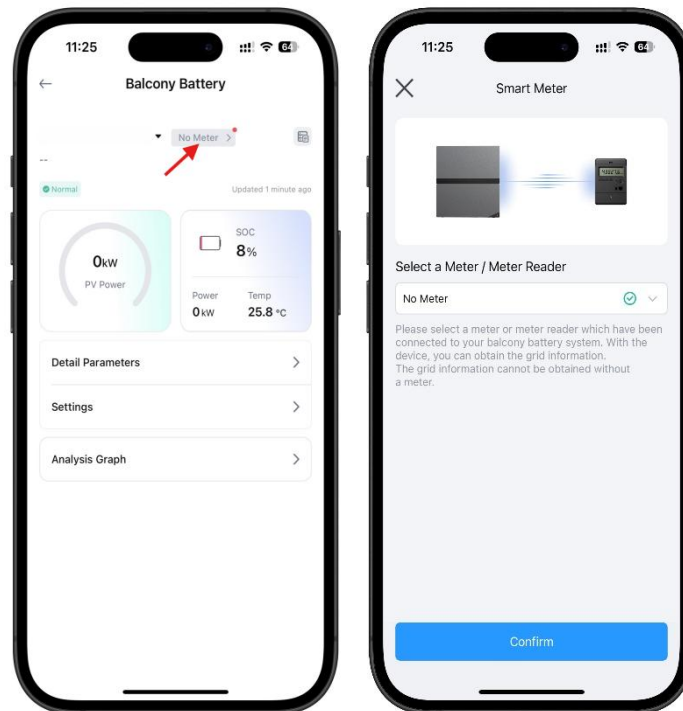 11:25
64
Balcony Battery
No Meter
--
Normal
Updated 1 minute ago
0kW
PV Power
SOC
8%
Power
Temp
0 kW
25.8 °C
Detail Parameters
Settings
Analysis Graph
11:25
64
Smart Meter
Select a Meter / Meter Reader
No Meter
Please select a meter or meter reader which have been
connected to your balcony battery system. With the
device, you can obtain the grid information.
The grid information cannot be obtained without
a meter.
Confirm